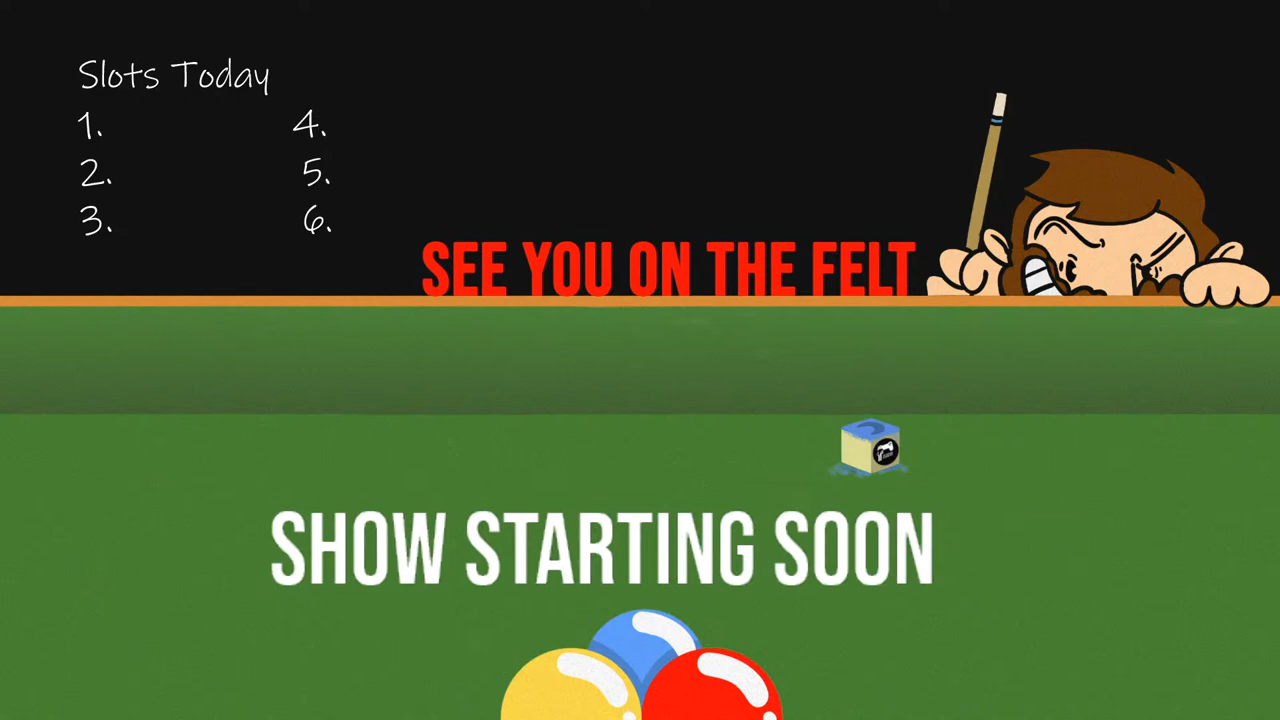 Slots Today
1. 4.
2. 5.
3. 6.
SEE YOU ON THE FELT
SHOW STARTING SOON